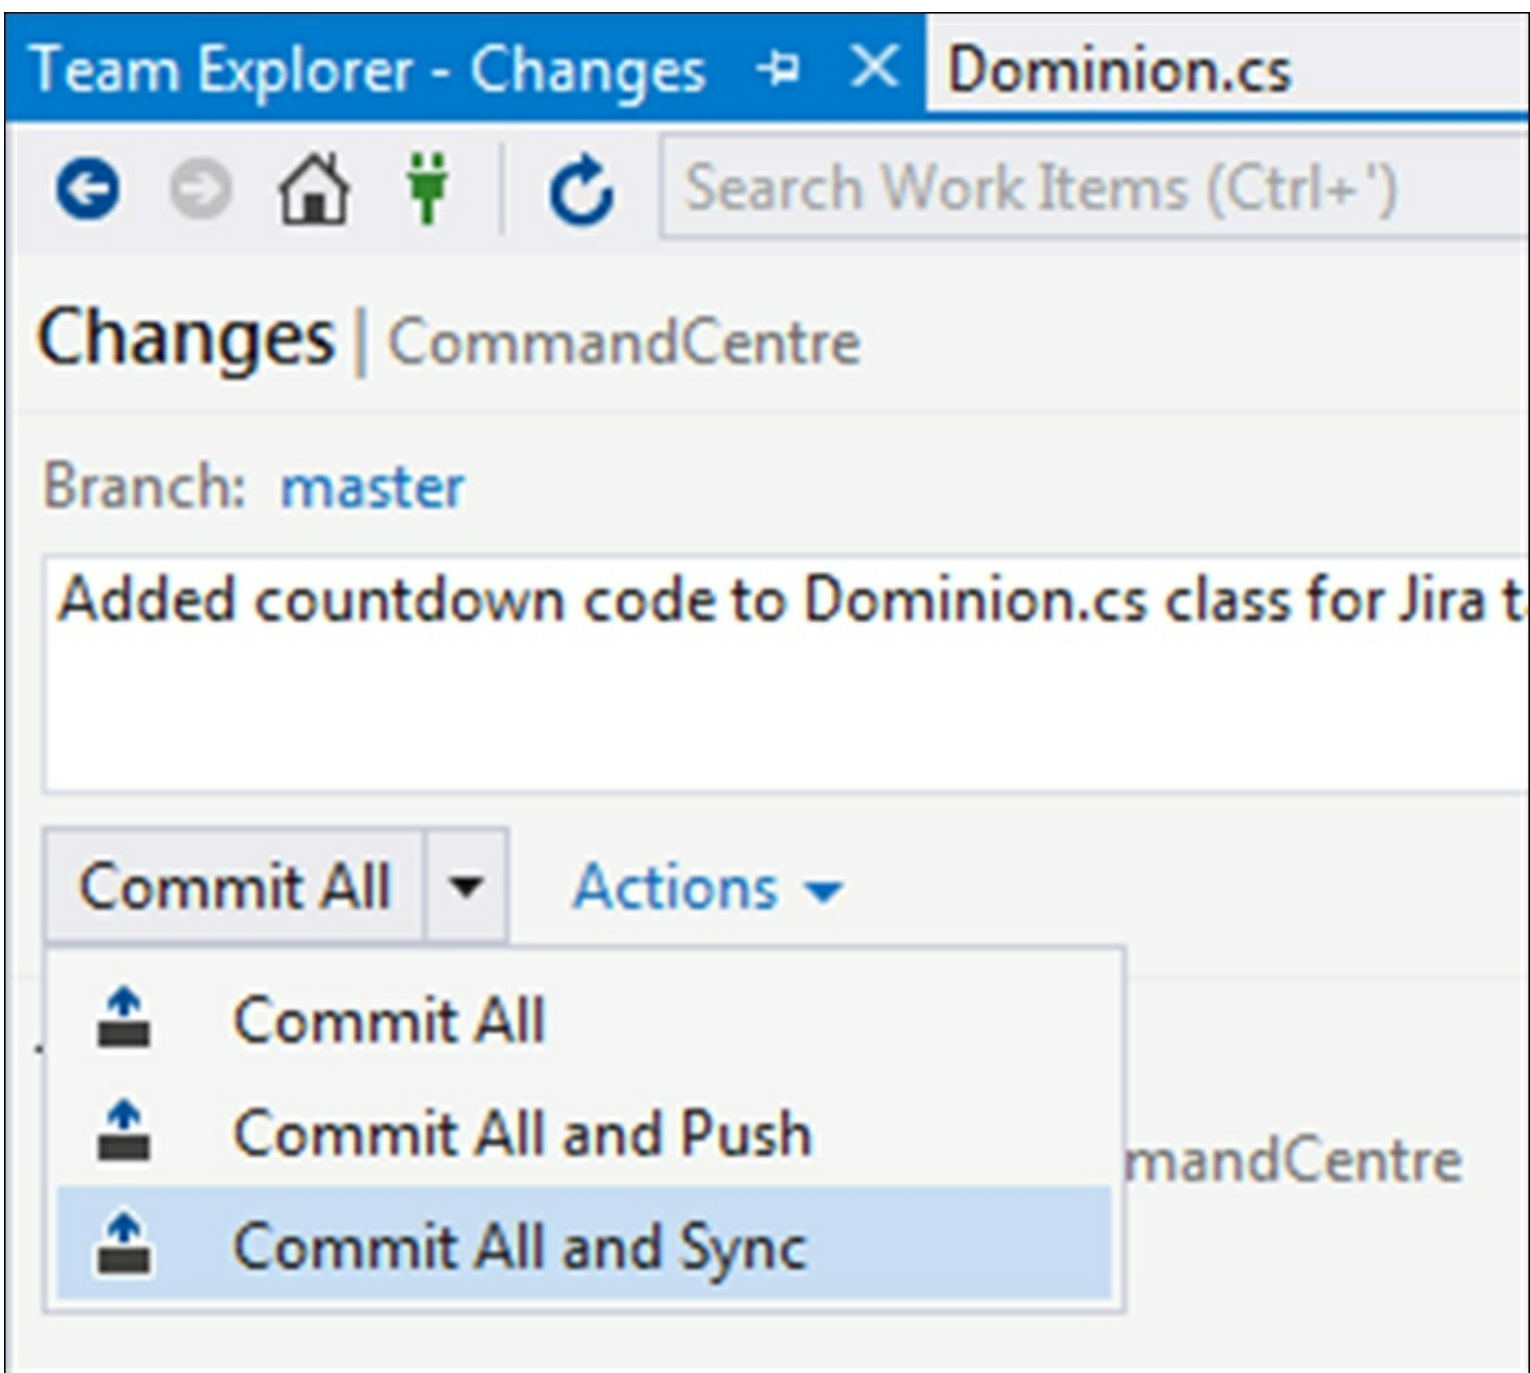 Team Explorer - Changes
Dominion.cs
Search Work Items (Ctrl+')
Changes | CommandCentre
Branch: master
Added countdown code to Dominion.cs class for Jira
Commit All
Actions
Commit All
Commit All and Push
mandCentre
Commit All and Sync